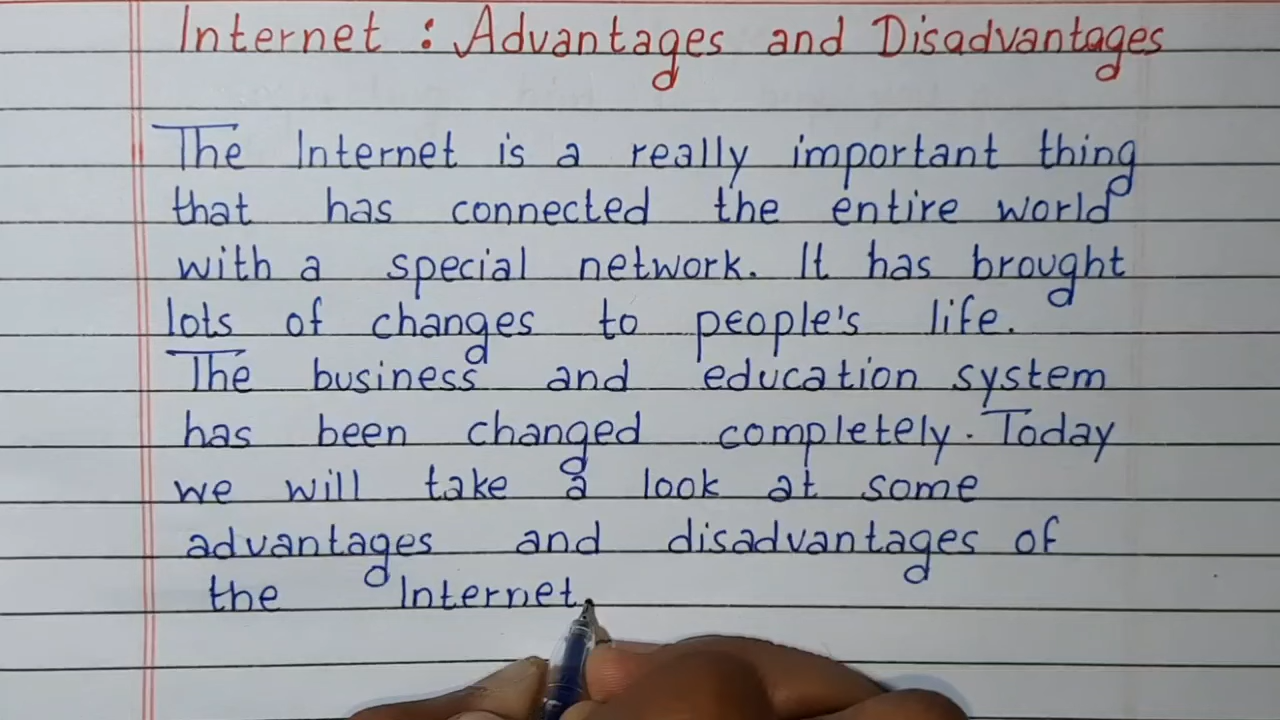 Internet : Advantages and Disadvantages
The Internet is a really important thing
that has connected the entire world
with a special network. It has brought
lots of changes to people's life.
The business and education system
has been changed completely. Today
we will take a look at some
advantages and disadvantages of
the Internet.